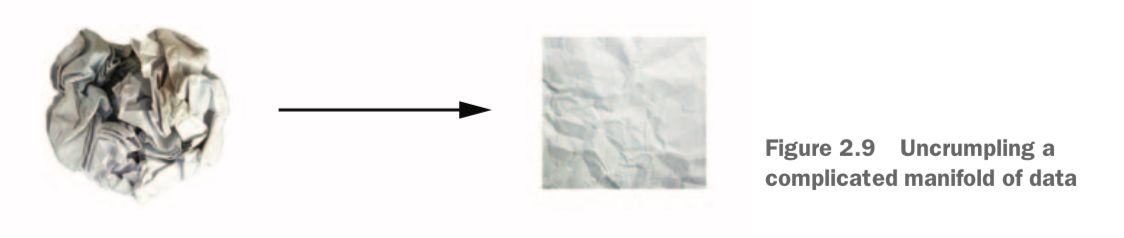 Figure 2.9 Uncrumpling a
complicated manifold of data